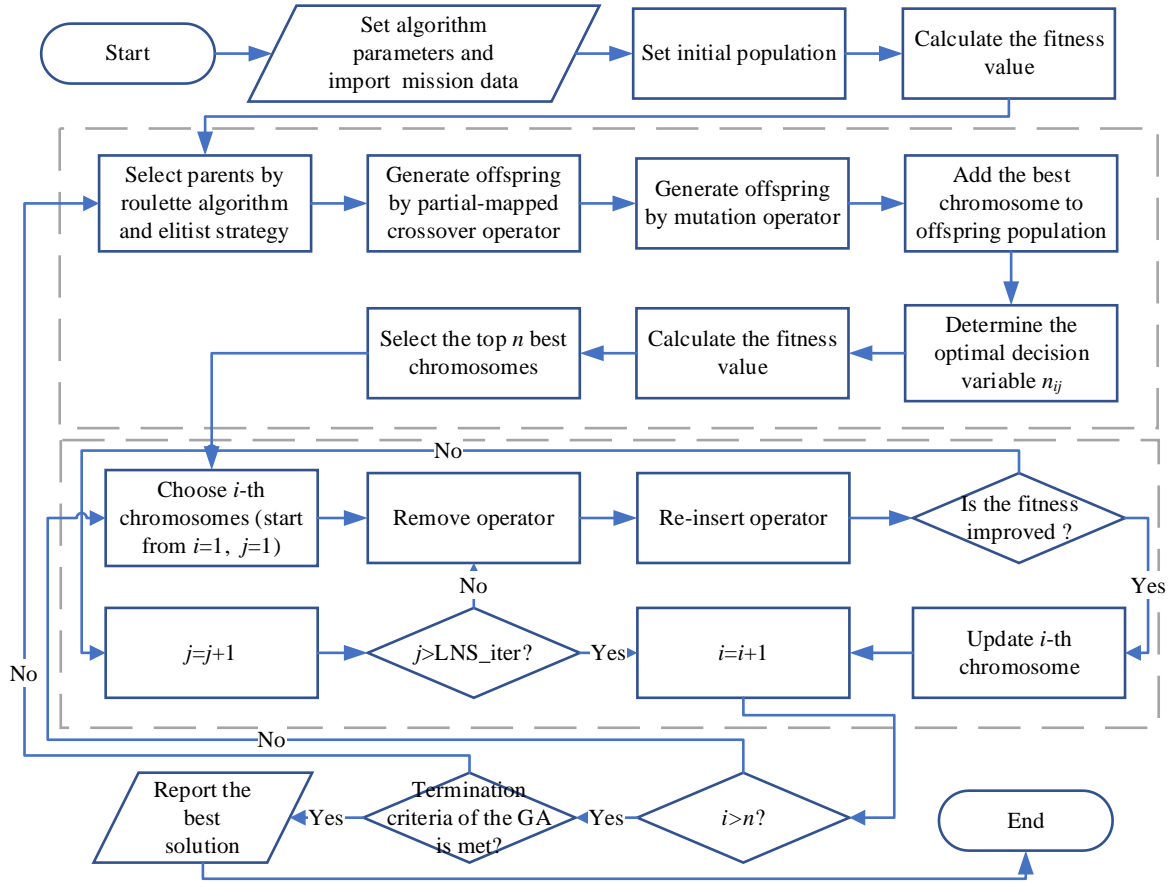 Start
Set algorithm
parameters and
import mission data
Set initial population
Calculate the fitness
value
Select parents by
roulette algorithm
and elitist strategy
Generate offspring
by partial-mapped
crossover operator
Generate offspring
by mutation operator
Add the best
chromosome to
offspring population
Select the top n best
chromosomes
Calculate the fitness
value
Determine the
optimal decision
variable nij
No
Choose i-th
chromosomes (start
from i=1, j=1)
Remove operator
Re-insert operator
Is the fitness
improved ?
No
Yes
j=j+1
j>LNS_iter?
Yes
i=i+1
Update i-th
chromosome
No
No
Report the
best
solution
Yes
Termination
criteria of the GA
is met?
Yes
i>n?
End